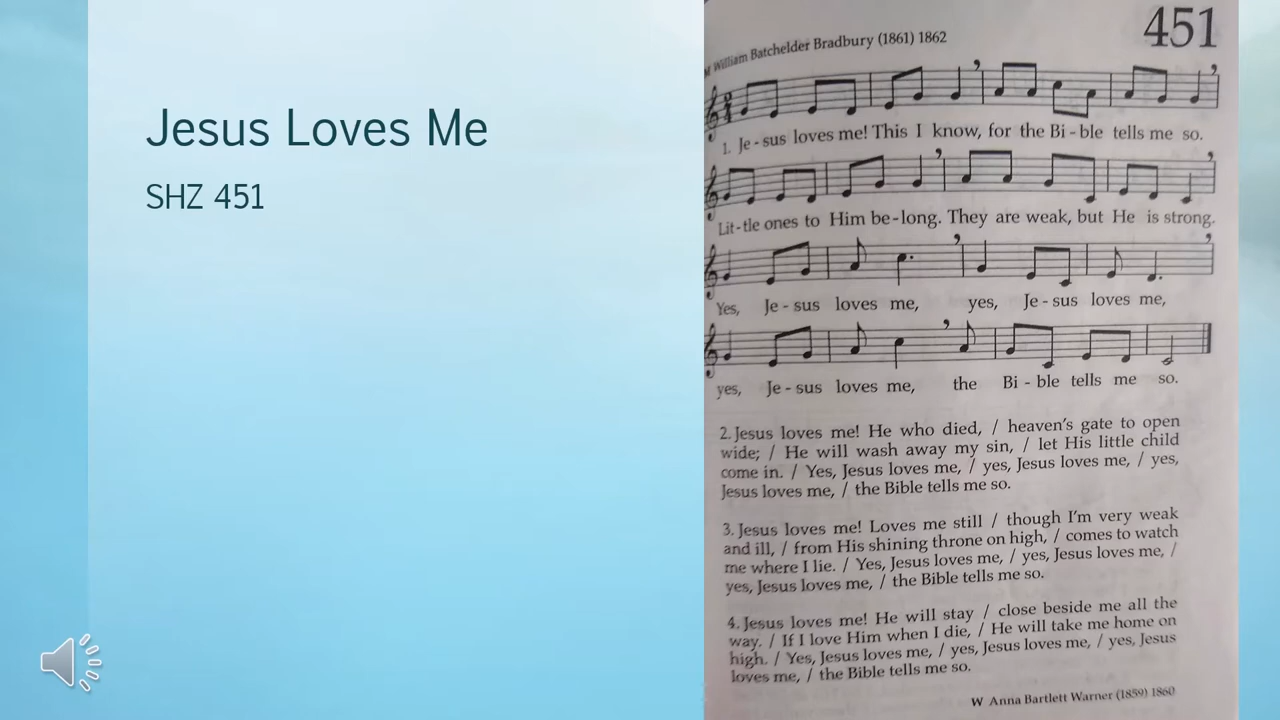 Jesus Loves Me
SHZ 451
451
William Batchelder Bradbury (1861) 1862
1. Je - sus loves me! This I know, for the Bi - ble tells me so.
Lit - tle ones to Him be - long. They are weak, but He is strong.
Yes, Je - sus loves me, yes, Je - sus loves me,
yes, Je - sus loves me, the Bi - ble tells me so.
2. Jesus loves me! He who died, / heaven's gate to open
wide; / He will wash away my sin, / let His little child
come in. / Yes, Jesus loves me, / yes, Jesus loves me, / yes,
Jesus loves me, / the Bible tells me so.
3. Jesus loves me! Loves me still / though I'm very weak
and ill, / from His shining throne on high, / comes to watch
me where I lie. / Yes, Jesus loves me, / yes, Jesus loves me, /
yes, Jesus loves me, / the Bible tells me so.
4. Jesus loves me! He will stay / close beside me all the
way. / If I love Him when I die, / He will take me home on
high. / Yes, Jesus loves me, / yes, Jesus loves me, / yes, Jesus
loves me, / the Bible tells me so.
W Anna Bartlett Warner (1859) 1860